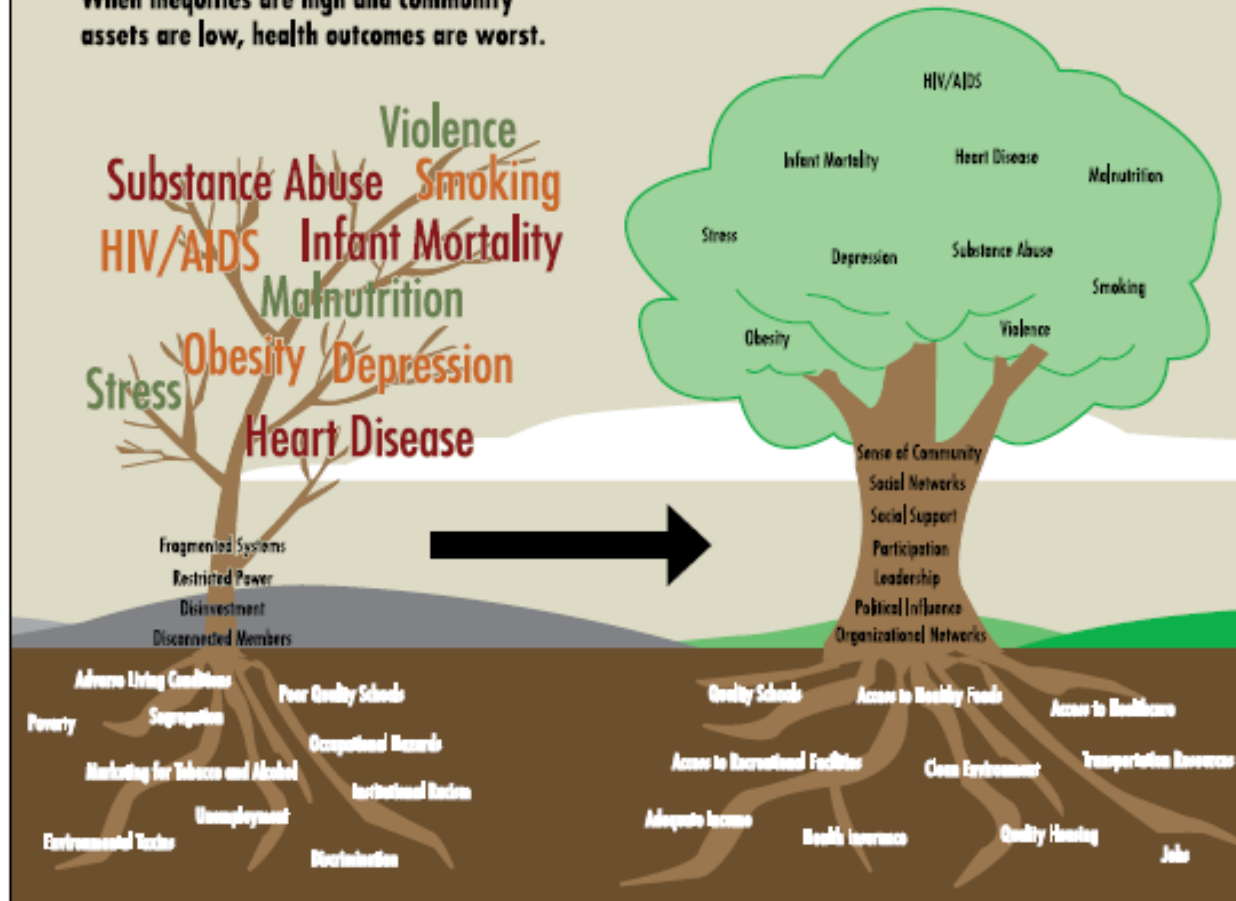 When inequities are high and community
assets are low, health outcomes are worst.
Violence
Substance Abuse
Smoking
HIV/AIDS
Infant Mortality
Malnutrition
Obesity
Depression
Stress
Heart Disease
Fragmented Systems
Restricted Power
Disinvestment
Disconnected Members
Adverse Living Conditions
Poor Quality Schools
Poverty
Segregation
Occupational Hazards
Marketing for Tobacco and Alcohol
Institutional Racism
Unemployment
Environmental Toxins
Discrimination
HIV/AIDS
Infant Mortality
Heart Disease
Malnutrition
Stress
Depression
Substance Abuse
Smoking
Obesity
Violence
Sense of Community
Social Networks
Social Support
Participation
Leadership
Political Influence
Organizational Networks
Quality Schools
Access to Healthy Foods
Access to Healthcare
Access to Recreational Facilities
Clean Environment
Transportation Resources
Adequate Income
Health Insurance
Quality Housing
Jobs